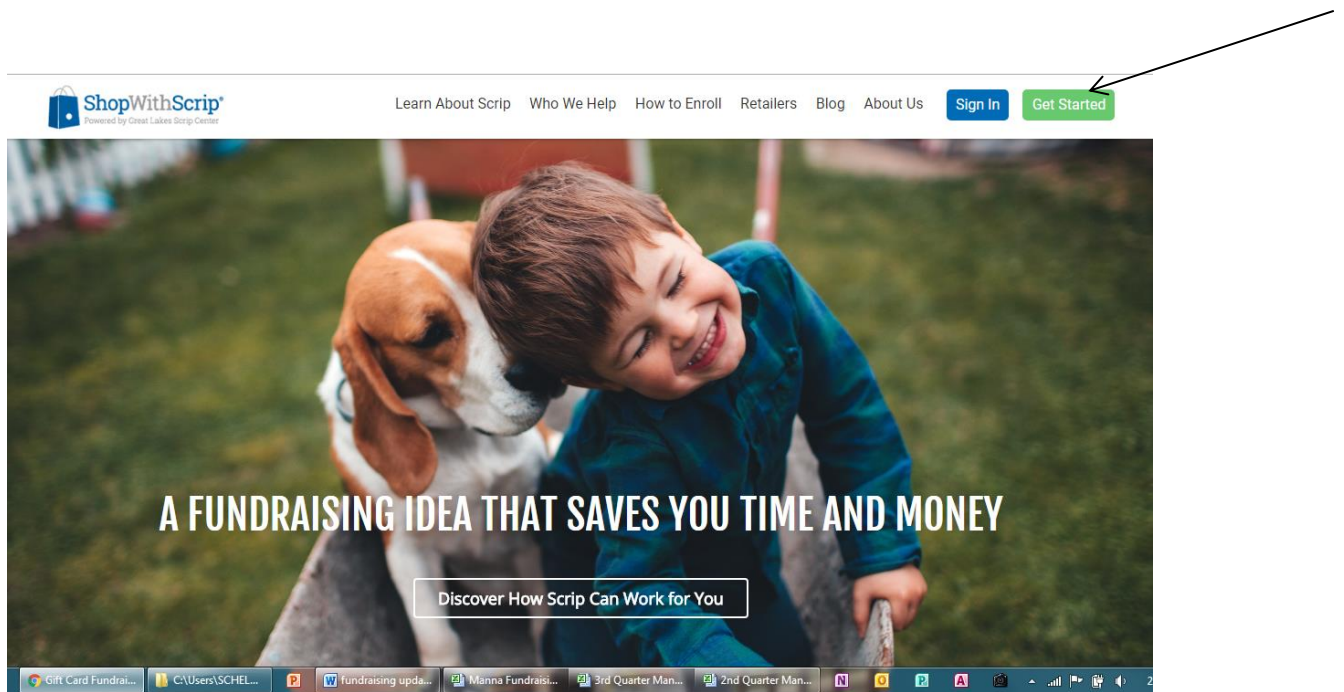 ShopWithScrip®
Powered by Great Lakes Scrip Center
Learn About Scrip Who We Help How to Enroll Retailers Blog About Us Sign In Get Started
A FUNDRAISING IDEA THAT SAVES YOU TIME AND MONEY
Discover How Scrip Can Work for You
Gift Card Fundrai... C:\Users\SCHEL... P W fundraising upda... Manna Fundraisi... 3rd Quarter Man... 2nd Quarter Man... N O P A 2